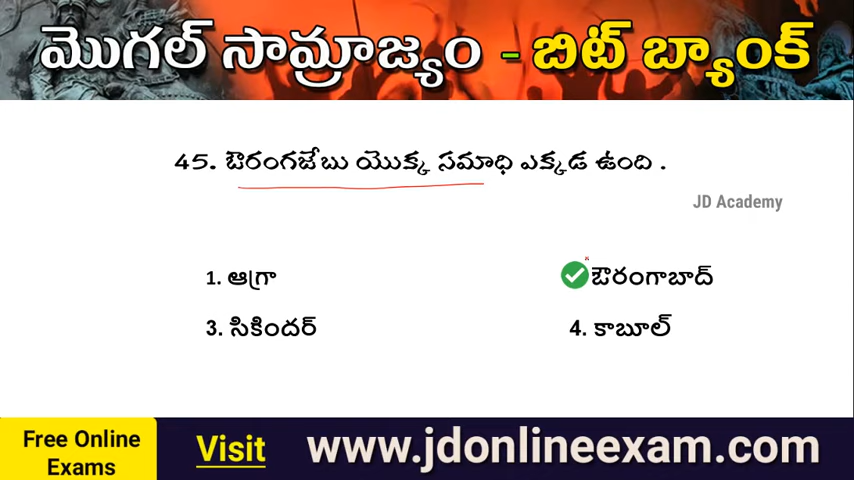 మొగల్ సామ్రాజ్యం - బిట్ బ్యాంక్
45. ఔరంగజేబు యొక్క సమాధి ఎక్కడ ఉంది .
JD Academy
1. ఆగ్రా
ఔరంగాబాద్
3. సికిందర్
4. కాబూల్
Free Online
Exams
Visit www.jdonlineexam.com